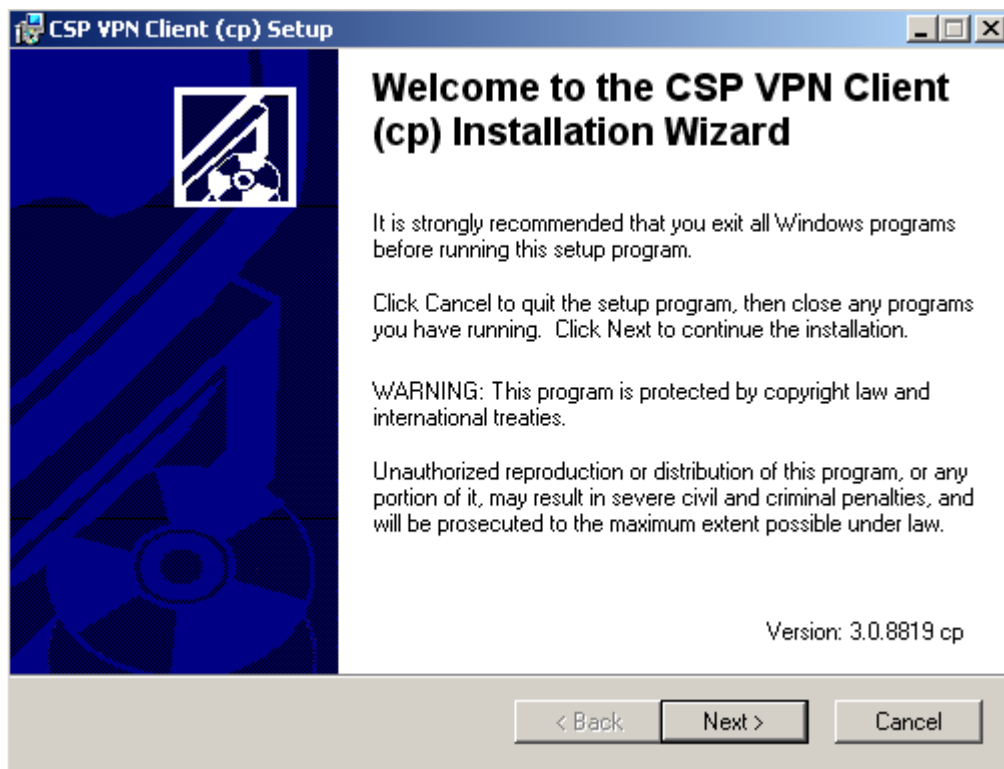 CSP VPN Client (cp) Setup
Welcome to the CSP VPN Client
(cp) Installation Wizard
It is strongly recommended that you exit all Windows programs
before running this setup program.
Click Cancel to quit the setup program, then close any programs
you have running.  Click Next to continue the installation.
WARNING: This program is protected by copyright law and
international treaties.
Unauthorized reproduction or distribution of this program, or any
portion of it, may result in severe civil and criminal penalties, and
will be prosecuted to the maximum extent possible under law.
Version: 3.0.8819 cp
< Back Next > Cancel